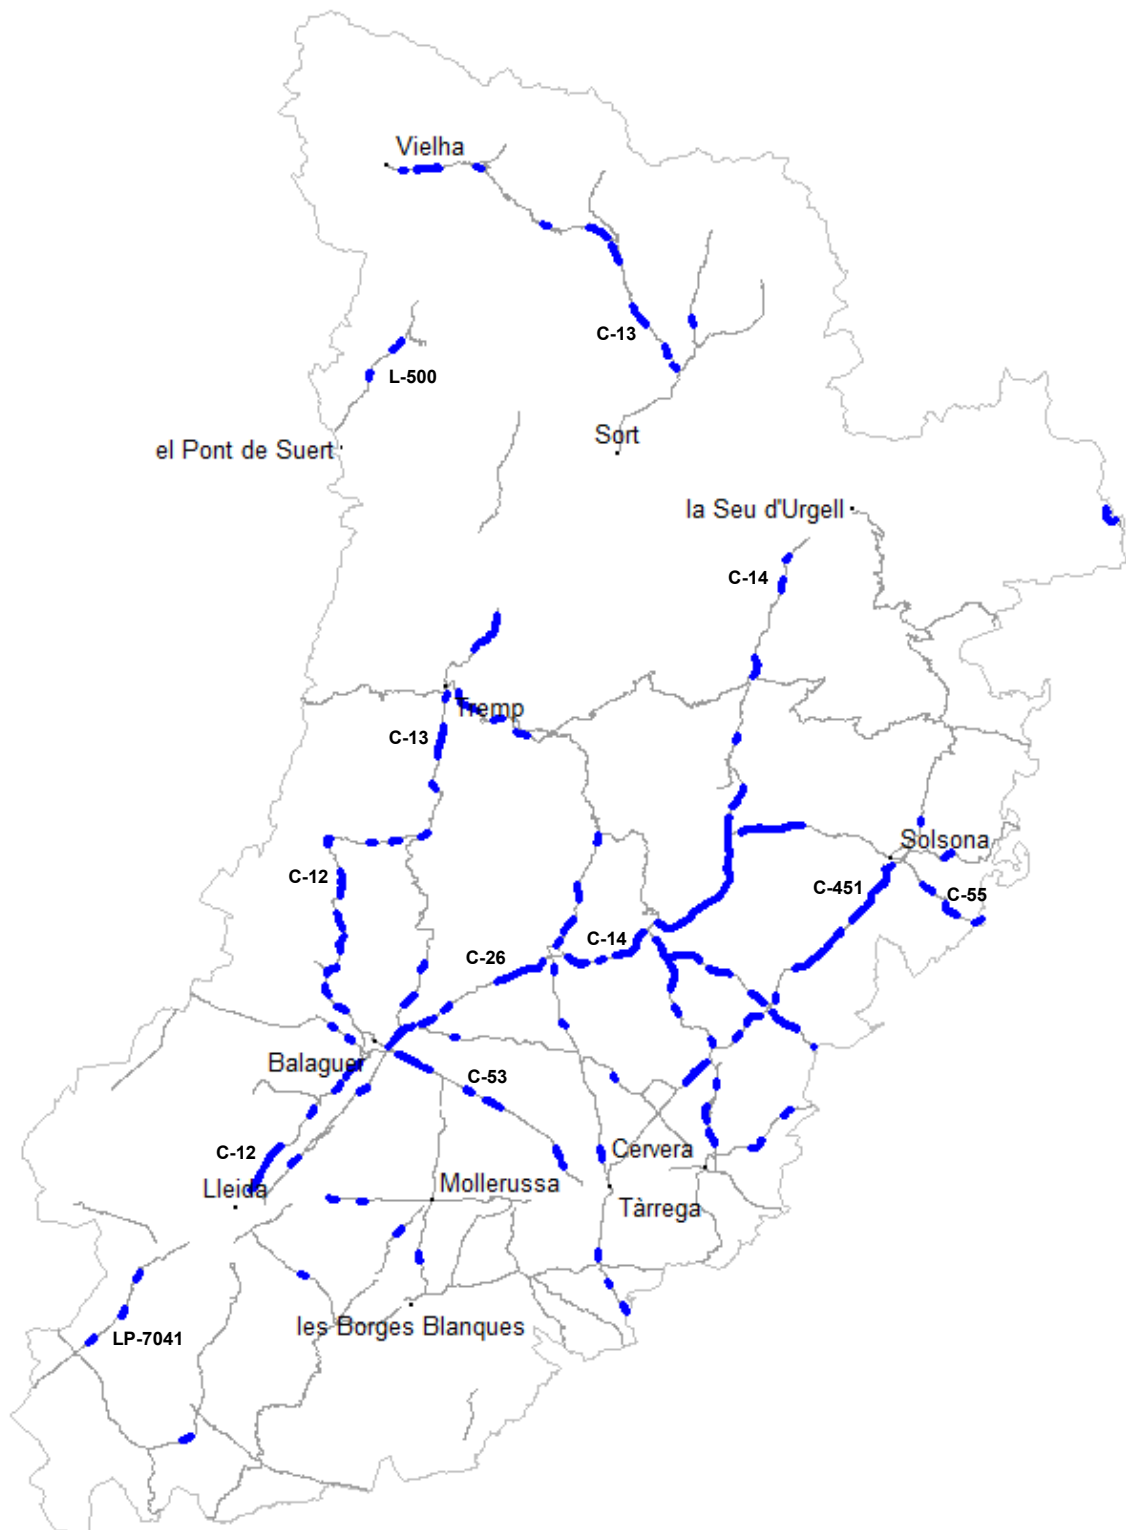 Vielha
C-13
L-500
Sort
el Pont de Suert
la Seu d'Urgell
C-14
Tremp
C-13
Solsona
C-12
C-451
C-55
C-14
C-26
Balaguer
C-53
C-12
Cervera
Lleida
Mollerussa
Tàrrega
les Borges Blanques
LP-7041